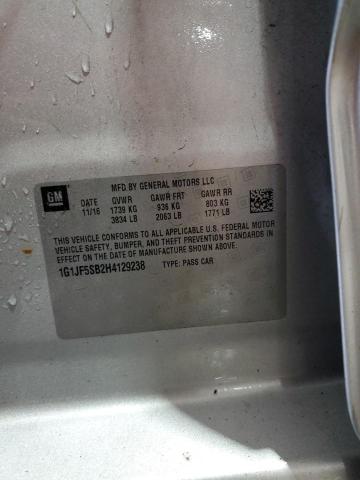 GM
MFD BY GENERAL MOTORS LLC
DATE GVWR GAWR FRT GAWR RR
11/16 1739 KG 936 KG 803 KG
3834 LB 2063 LB 1771 LB
THIS VEHICLE CONFORMS TO ALL APPLICABLE U.S. FEDERAL MOTOR
VEHICLE SAFETY, BUMPER, AND THEFT PREVENTION STANDARDS IN
EFFECT ON THE DATE OF MANUFACTURE SHOWN ABOVE.
1G1JF5SB2H4129238 TYPE: PASS CAR